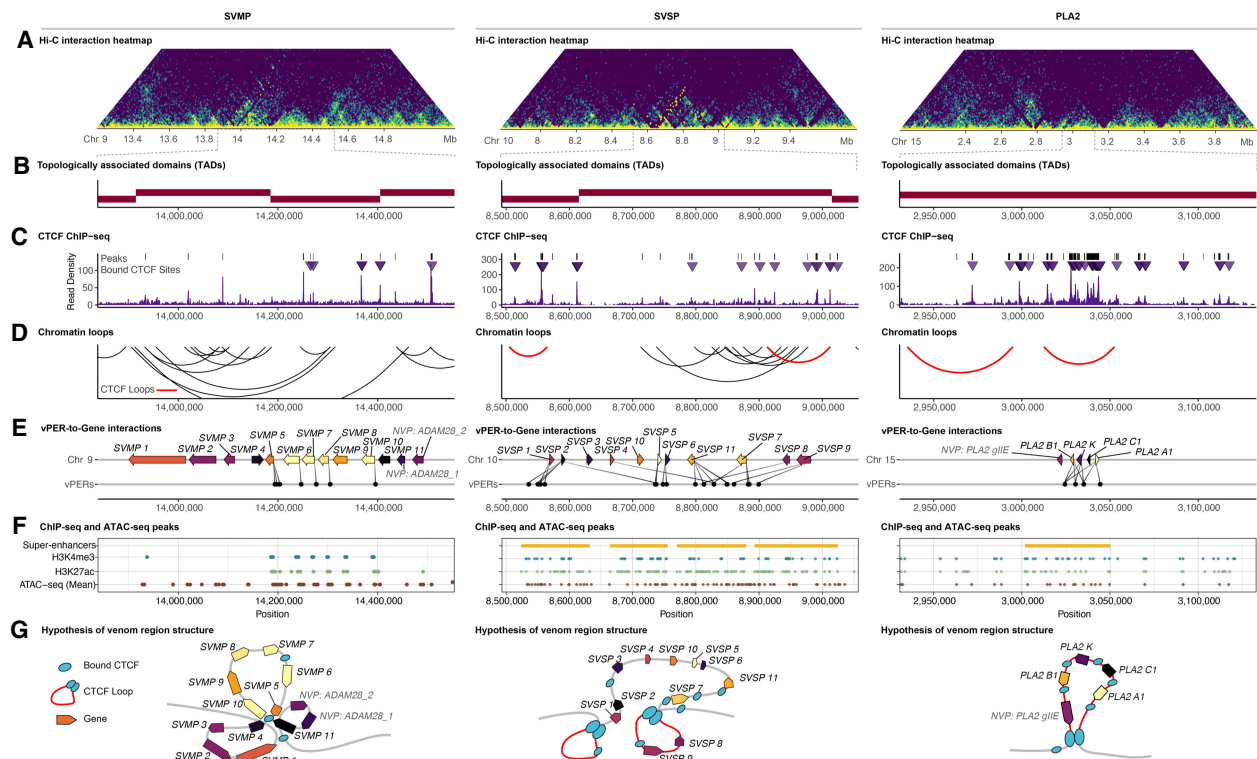 SVMP SVSP PLA2
A
Hi-C interaction heatmap Hi-C interaction heatmap Hi-C interaction heatmap
Chr 9 13.4 13.6 13.8 14 14.2 14.4 14.6 14.8 Mb
Chr 10 8 8.2 8.4 8.6 8.8 9 9.2 9.4 Mb
Chr 15 2.4 2.6 2.8 3 3.2 3.4 3.6 3.8 Mb
B
Topologically associated domains (TADs) Topologically associated domains (TADs) Topologically associated domains (TADs)
14,000,000 14,200,000 14,400,000
8,500,000 8,600,000 8,700,000 8,800,000 8,900,000 9,000,000
2,950,000 3,000,000 3,050,000 3,100,000
C
CTCF ChIP-seq CTCF ChIP-seq CTCF ChIP-seq
Peaks
Bound CTCF Sites
Read Density
100
50
0
300
200
100
0
200
100
0
14,000,000 14,200,000 14,400,000
8,500,000 8,600,000 8,700,000 8,800,000 8,900,000 9,000,000
2,950,000 3,000,000 3,050,000 3,100,000
D
Chromatin loops Chromatin loops Chromatin loops
CTCF Loops
14,000,000 14,200,000 14,400,000
8,500,000 8,600,000 8,700,000 8,800,000 8,900,000 9,000,000
2,950,000 3,000,000 3,050,000 3,100,000
E
vPER-to-Gene interactions vPER-to-Gene interactions vPER-to-Gene interactions
Chr 9
SVMP 1
SVMP 2
SVMP 3
SVMP 4
SVMP 5
SVMP 6
SVMP 7
SVMP 8
SVMP 9
SVMP 10
SVMP 11
NVP: ADAM28_2
NVP: ADAM28_1
vPERs
Chr 10
SVSP 1
SVSP 2
SVSP 3
SVSP 10
SVSP 4
SVSP 5
SVSP 6
SVSP 11
SVSP 7
SVSP 8
SVSP 9
vPERs
Chr 15
NVP: PLA2 gIIE
PLA2 B1
PLA2 K
PLA2 C1
PLA2 A1
vPERs
14,000,000 14,200,000 14,400,000
8,500,000 8,600,000 8,700,000 8,800,000 8,900,000 9,000,000
2,950,000 3,000,000 3,050,000 3,100,000
F
ChIP-seq and ATAC-seq peaks ChIP-seq and ATAC-seq peaks ChIP-seq and ATAC-seq peaks
Super-enhancers
H3K4me3
H3K27ac
ATAC-seq (Mean)
14,000,000 14,200,000 14,400,000
8,500,000 8,600,000 8,700,000 8,800,000 8,900,000 9,000,000
2,950,000 3,000,000 3,050,000 3,100,000
Position Position Position
G
Hypothesis of venom region structure Hypothesis of venom region structure Hypothesis of venom region structure
Bound CTCF
CTCF Loop
Gene
SVMP 8
SVMP 7
SVMP 6
SVMP 9
SVMP 5
SVMP 10
NVP: ADAM28_2
NVP: ADAM28_1
SVMP 3
SVMP 4
SVMP 11
SVMP 2
SVSP 4
SVSP 10
SVSP 5
SVSP 3
SVSP 6
SVSP 11
SVSP 2
SVSP 7
SVSP 1
SVSP 8
SVSP 9
PLA2 K
PLA2 B1
PLA2 C1
PLA2 A1
NVP: PLA2 gIIE